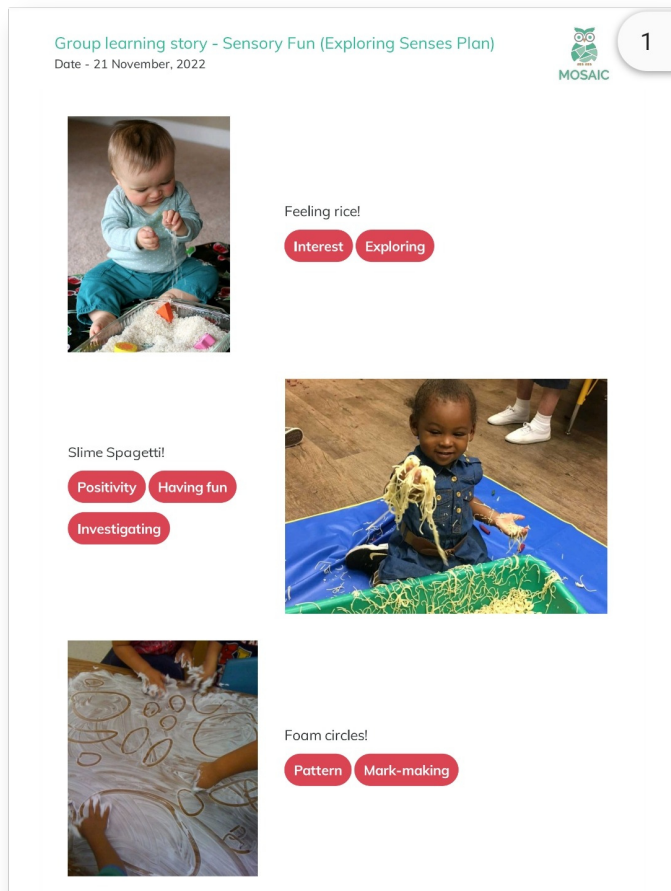 Group learning story - Sensory Fun (Exploring Senses Plan)
Date - 21 November, 2022
MOSAIC
1
Feeling rice!
Interest Exploring
Slime Spagetti!
Positivity Having fun
Investigating
Foam circles!
Pattern Mark-making